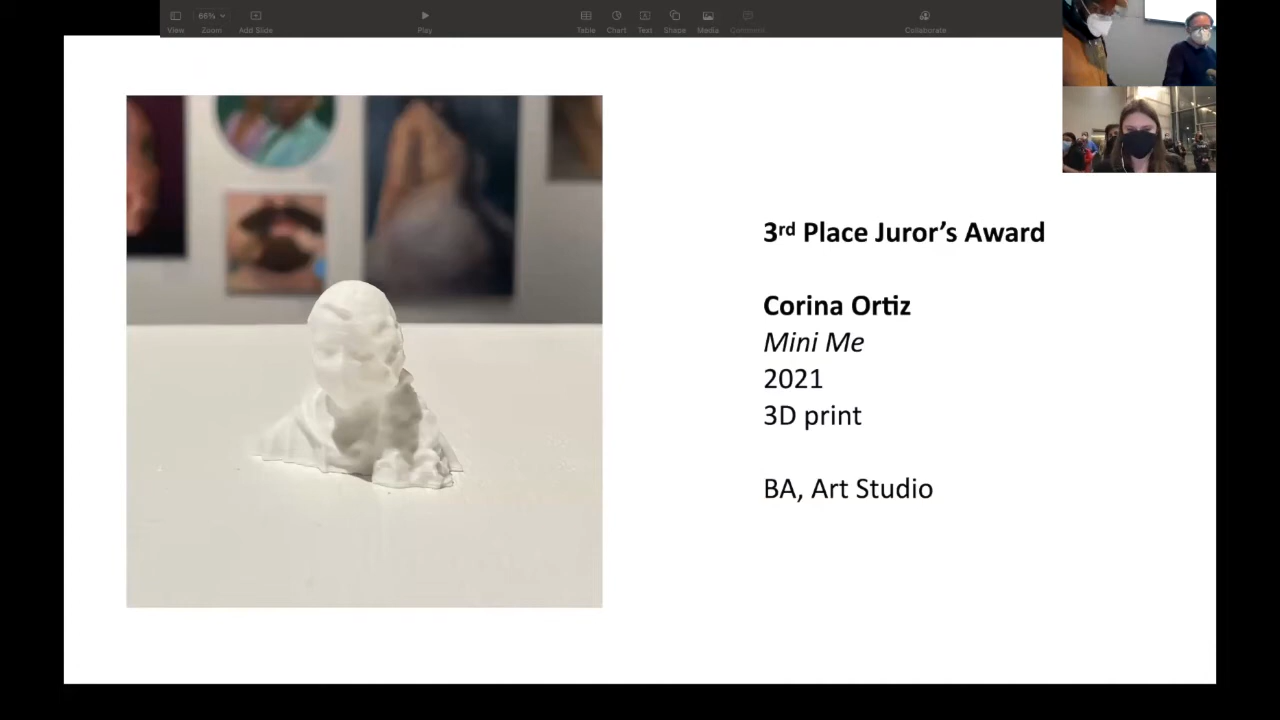 66%
View
Zoom
Add Slide
Play
Table
Chart
Text
Shape
Media
Comment
Collaborate
3rd Place Juror’s Award
Corina Ortiz
Mini Me
2021
3D print
BA, Art Studio